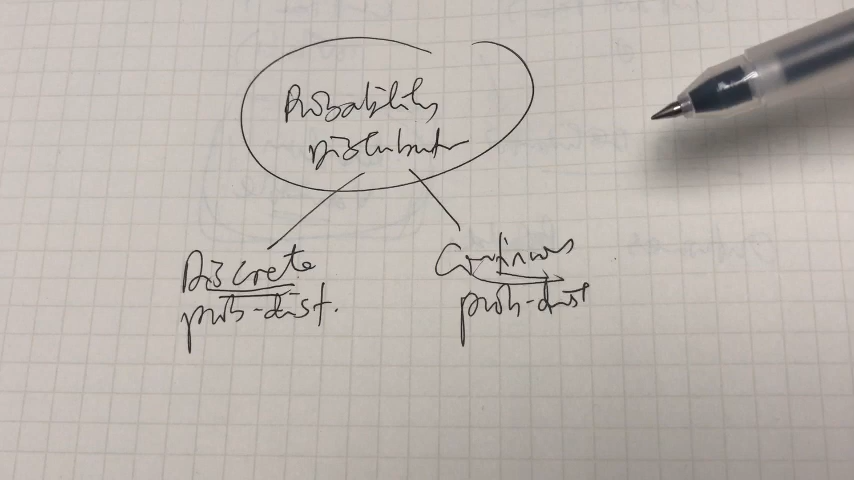 Probability
Distribution
Discrete
prob-dist.
Continuous
prob-dist